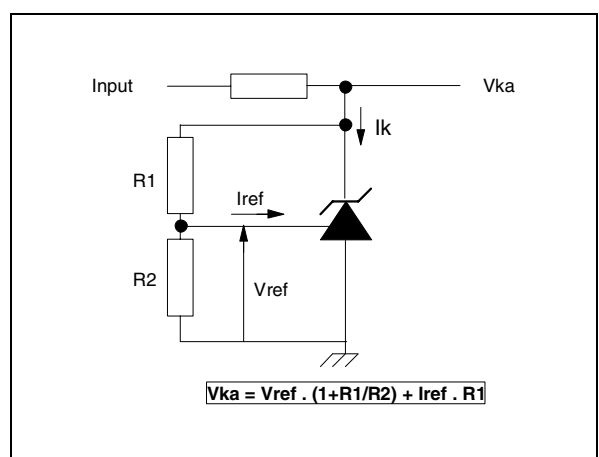 Input Vka
Ik
R1
Iref
R2
Vref
Vka = Vref . (1+R1/R2) + Iref . R1